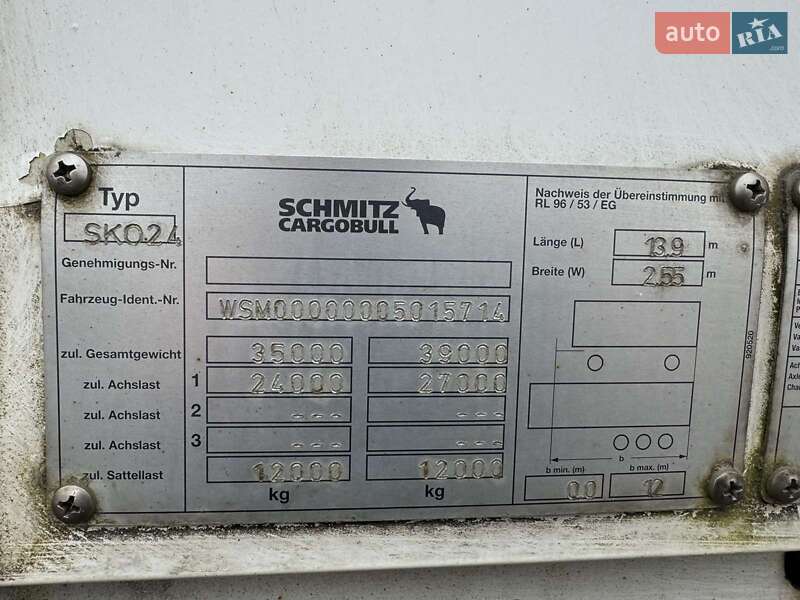 auto RIA
.com
Typ
SKO24
SCHMITZ
CARGOBULL
Nachweis der Übereinstimmung mit
RL 96 / 53 / EG
Länge (L) 13.9 m
Breite (W) 2.55 m
Genehmigungs-Nr.
Fahrzeug-Ident.-Nr. WSM00000005015714
zul. Gesamtgewicht 35000 39000
zul. Achslast 1 24000 27000
zul. Achslast 2 --- ---
zul. Achslast 3 --- ---
zul. Sattellast 12000 12000
kg kg
b
b min. (m) b max. (m)
0.0 12
920520